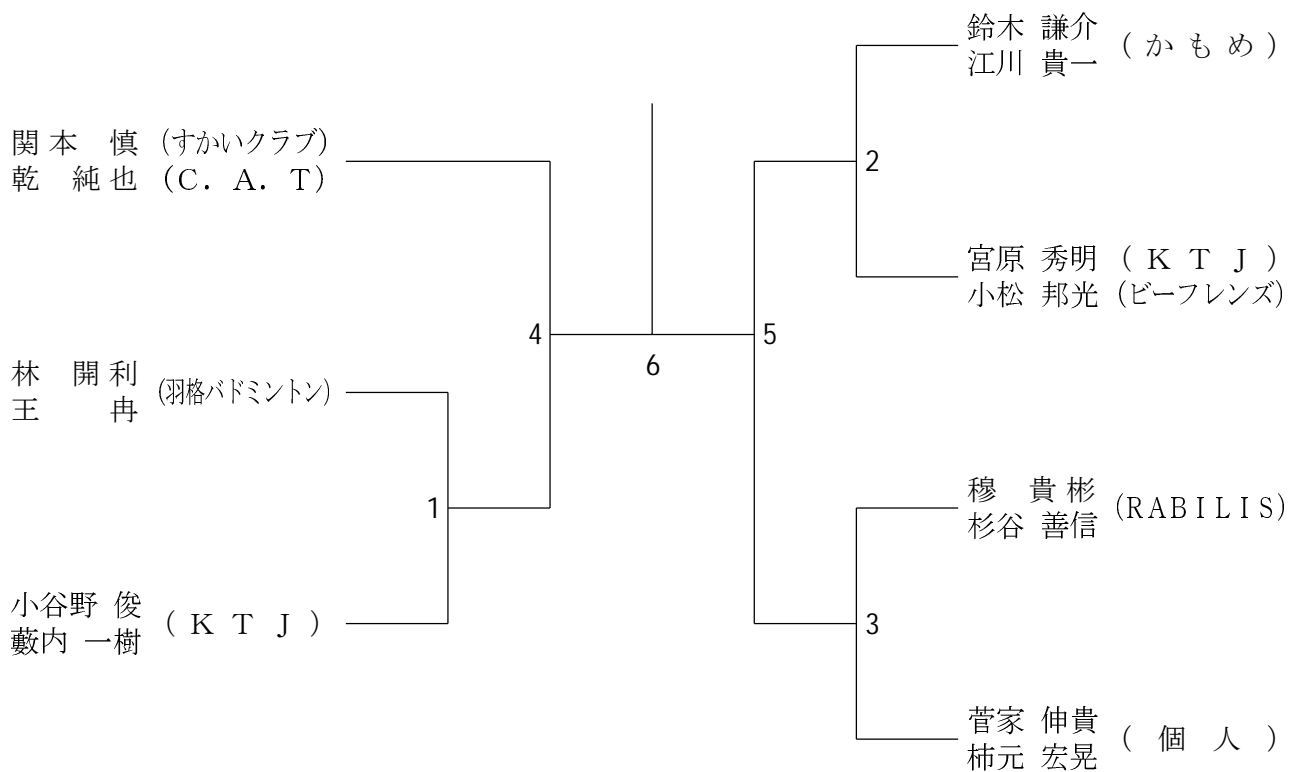 関本 慎 (すかいクラブ)
乾 純也 (C．A．T)
林 開利 (羽格バドミントン)
王 冉
小谷野 俊 (KTJ)
藪内 一樹
1
4
6
5
2
3
鈴木 謙介 (かもめ)
江川 貴一
宮原 秀明 (KTJ)
小松 邦光 (ビーフレンズ)
穆 貴彬 (RABILIS)
杉谷 善信
菅家 伸貴 (個人)
柿元 宏晃